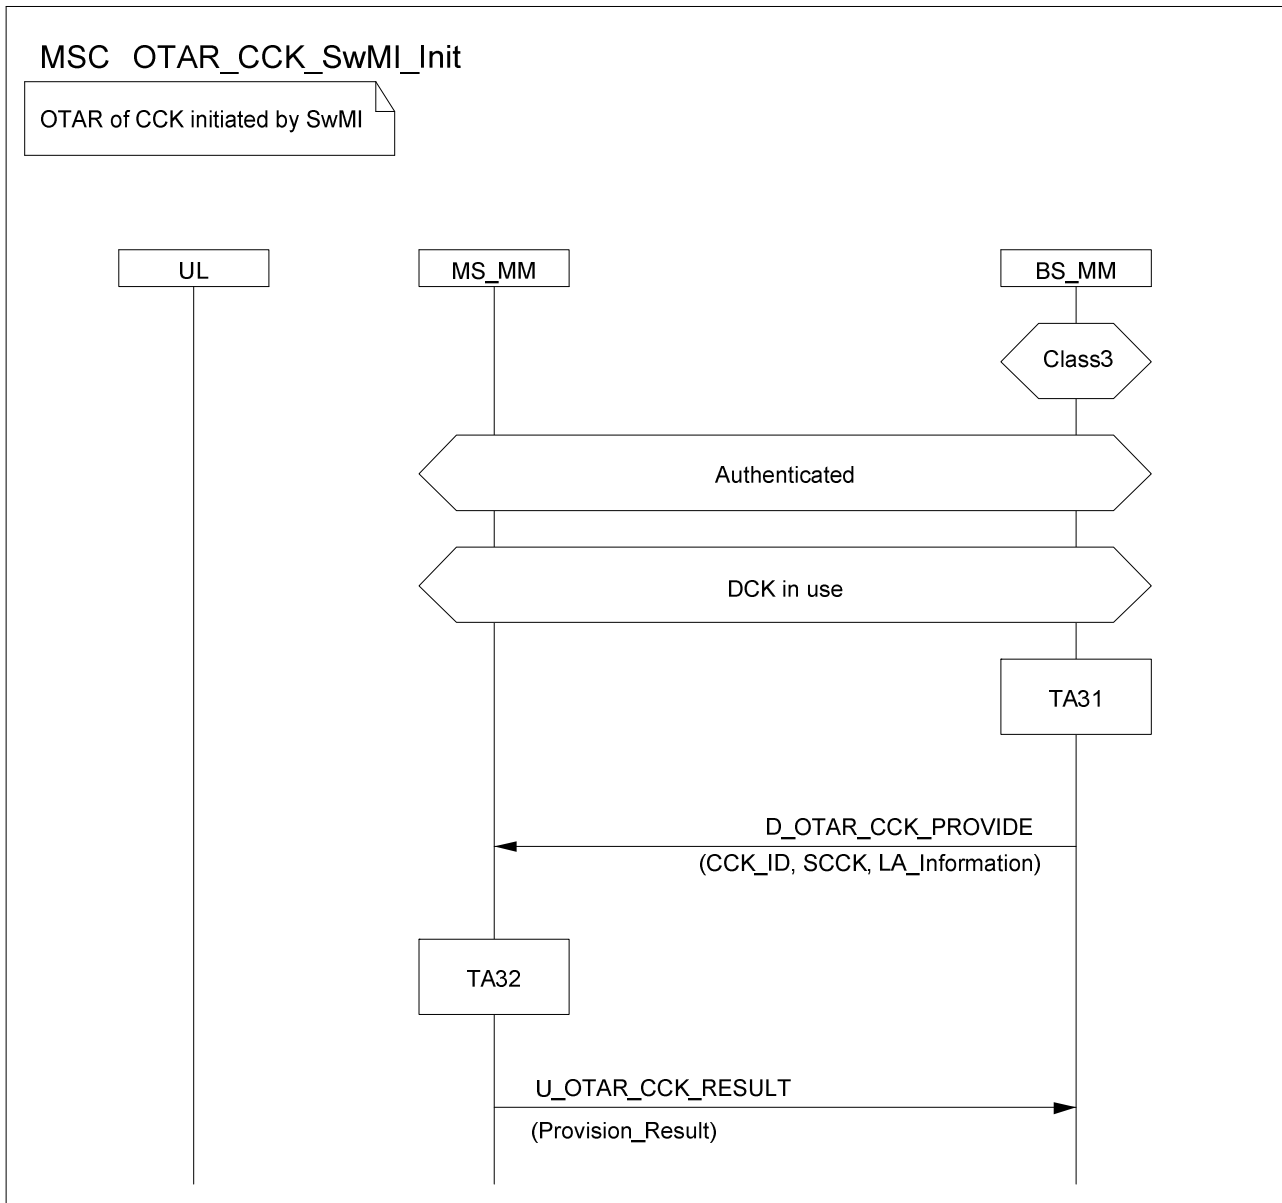 MSC OTAR_CCK_SwMI_Init
OTAR of CCK initiated by SwMI
UL
MS_MM
BS_MM
Class3
Authenticated
DCK in use
TA31
D_OTAR_CCK_PROVIDE
(CCK_ID, SCCK, LA_Information)
TA32
U_OTAR_CCK_RESULT
(Provision_Result)